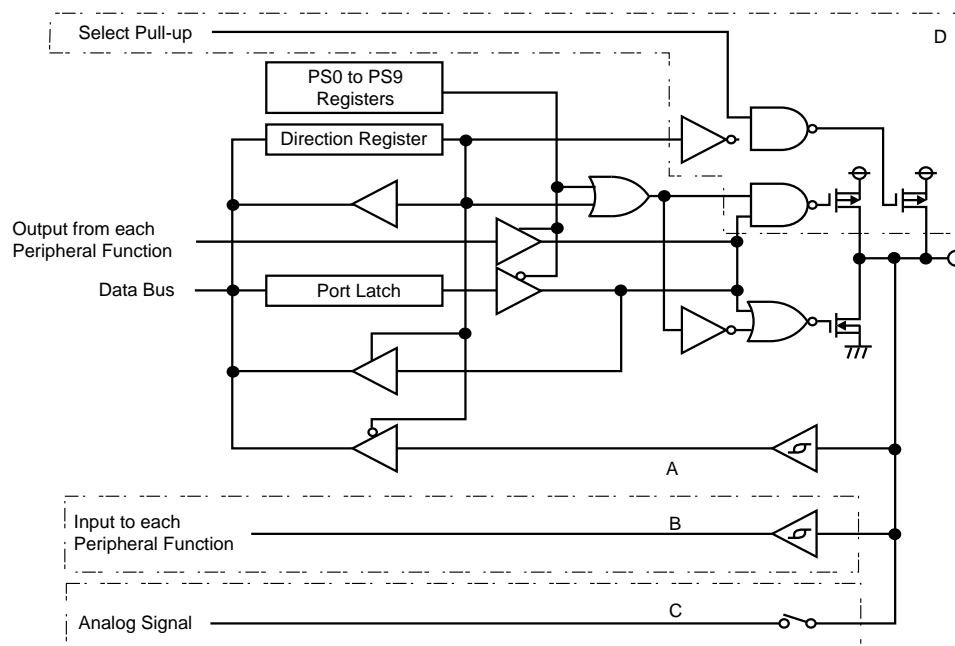 Select Pull-up
D
PS0 to PS9
Registers
Direction Register
Output from each
Peripheral Function
Data Bus
Port Latch
A
Input to each
Peripheral Function
B
Analog Signal
C